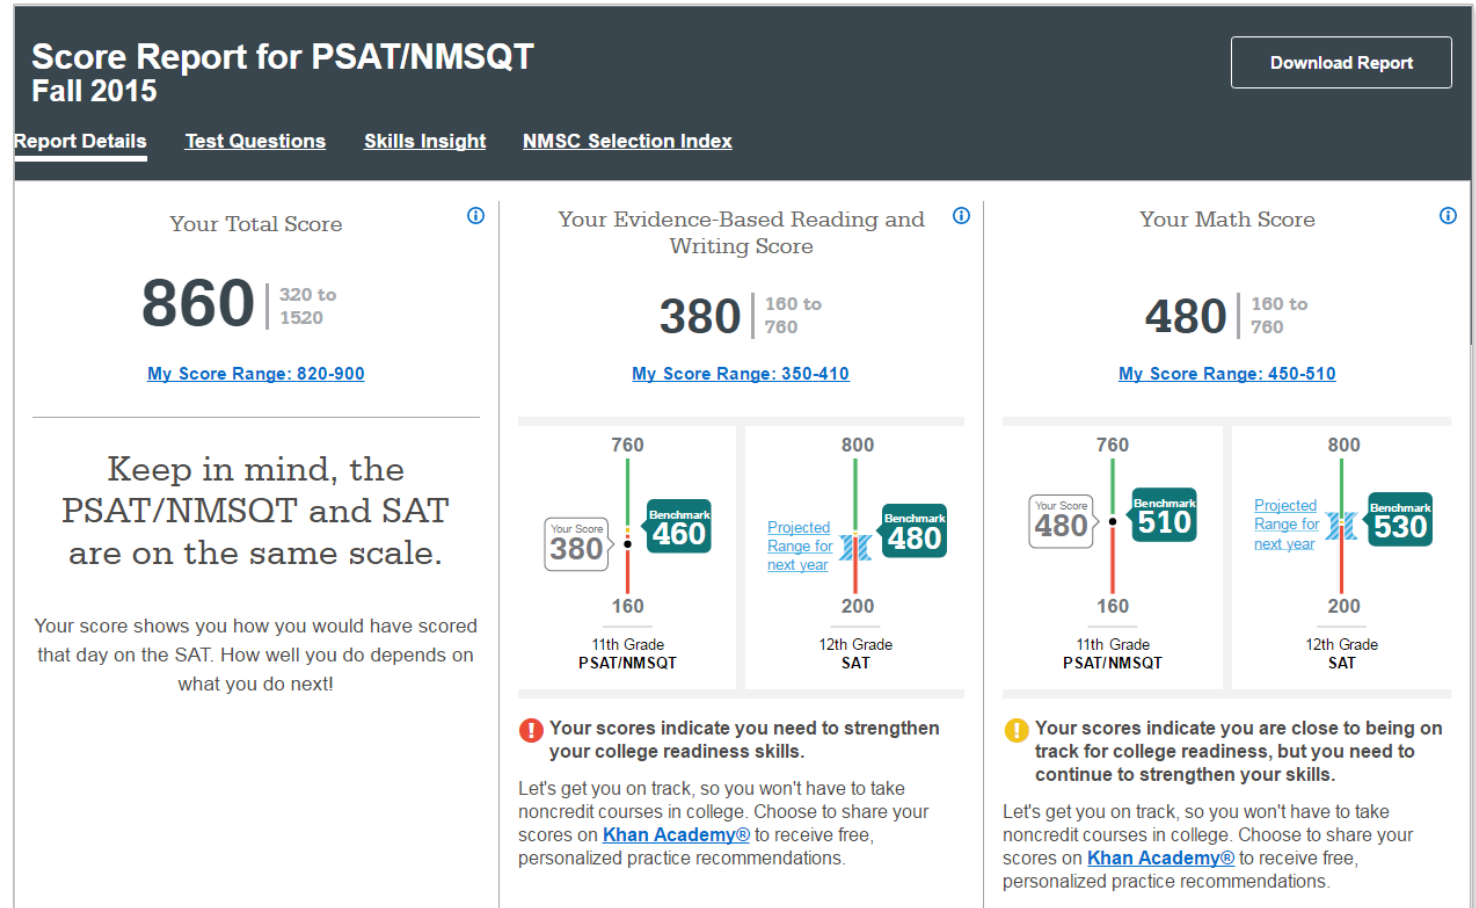 Score Report for PSAT/NMSQT
Fall 2015
Download Report
Report Details
Test Questions
Skills Insight
NMSC Selection Index
Your Total Score
860
320 to
1520
My Score Range: 820-900
Keep in mind, the
PSAT/NMSQT and SAT
are on the same scale.
Your score shows you how you would have scored
that day on the SAT. How well you do depends on
what you do next!
Your Evidence-Based Reading and
Writing Score
380
160 to
760
My Score Range: 350-410
760
Your Score
380
Benchmark
460
160
11th Grade
PSAT/NMSQT
800
Projected
Range for
next year
Benchmark
480
200
12th Grade
SAT
Your scores indicate you need to strengthen
your college readiness skills.
Let's get you on track, so you won't have to take
noncredit courses in college. Choose to share your
scores on Khan Academy® to receive free,
personalized practice recommendations.
Your Math Score
480
160 to
760
My Score Range: 450-510
760
Your Score
480
Benchmark
510
160
11th Grade
PSAT/NMSQT
800
Projected
Range for
next year
Benchmark
530
200
12th Grade
SAT
Your scores indicate you are close to being on
track for college readiness, but you need to
continue to strengthen your skills.
Let's get you on track, so you won't have to take
noncredit courses in college. Choose to share your
scores on Khan Academy® to receive free,
personalized practice recommendations.